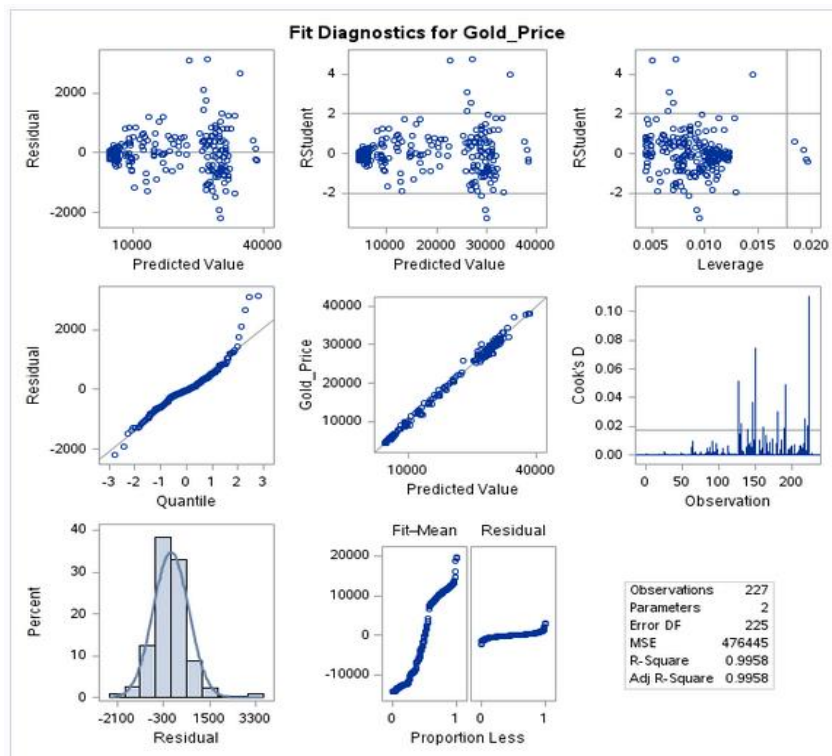 Fit Diagnostics for Gold_Price
Residual
2000
0
-2000
10000 40000
Predicted Value
RStudent
4
2
0
-2
10000 20000 30000 40000
Predicted Value
RStudent
4
2
0
-2
0.005 0.010 0.015 0.020
Leverage
Residual
2000
0
-2000
-3 -2 -1 0 1 2 3
Quantile
Gold_Price
40000
30000
20000
10000
10000 40000
Predicted Value
Cook's D
0.10
0.08
0.06
0.04
0.02
0.00
0 50 100 150 200
Observation
Percent
40
30
20
10
0
-2100 -300 1500 3300
Residual
Fit–Mean Residual
20000
10000
0
-10000
0 1 0 1
Proportion Less
Observations 227
Parameters 2
Error DF 225
MSE 476445
R-Square 0.9958
Adj R-Square 0.9958